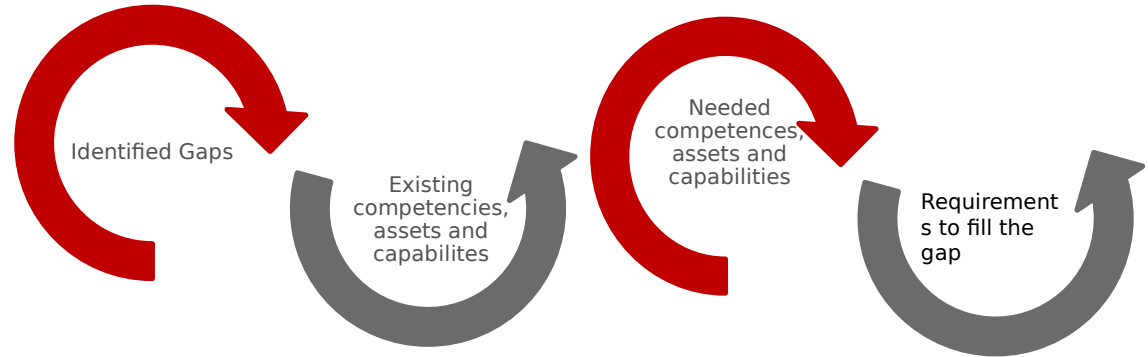 Identified Gaps
Existing
competencies,
assets and
capabilites
Needed
competences,
assets and
capabilities
Requirement
s to fill the
gap